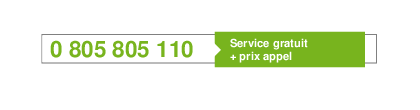 0 805 805 110
Service gratuit
+ prix appel